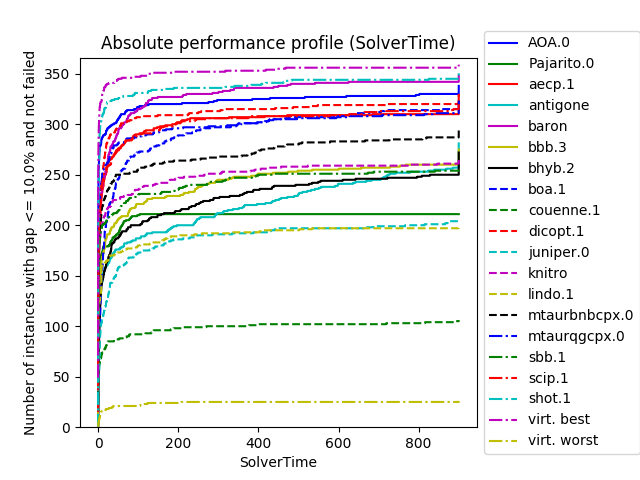 Absolute performance profile (SolverTime)
Number of instances with gap <= 10.0% and not failed
350
300
250
200
150
100
50
0
0 200 400 600 800
SolverTime
AOA.0
Pajarito.0
aecp.1
antigone
baron
bbb.3
bhyb.2
boa.1
couenne.1
dicopt.1
juniper.0
knitro
lindo.1
mtaurbnbcpx.0
mtaurqgcpx.0
sbb.1
scip.1
shot.1
virt. best
virt. worst